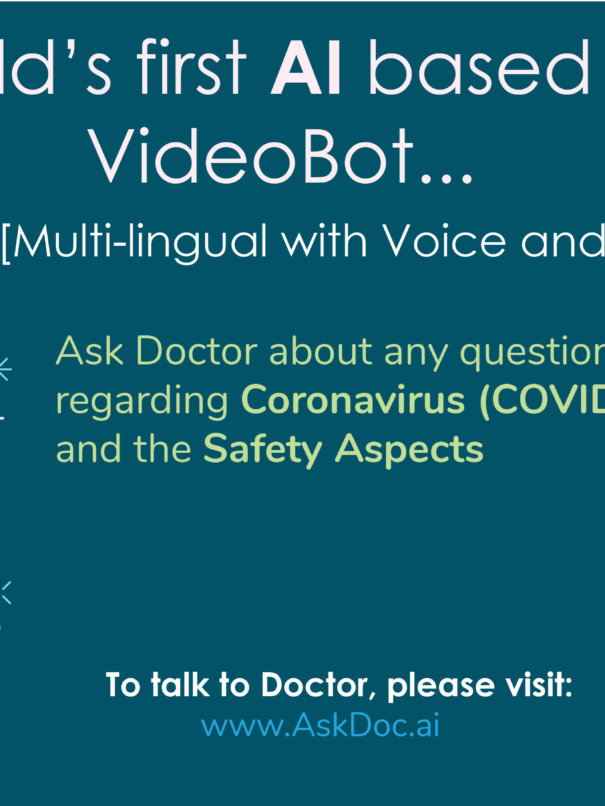 ld's first AI based
VideoBot...
[Multi-lingual with Voice and
Ask Doctor about any question
regarding Coronavirus (COVID
and the Safety Aspects
To talk to Doctor, please visit:
www.AskDoc.ai